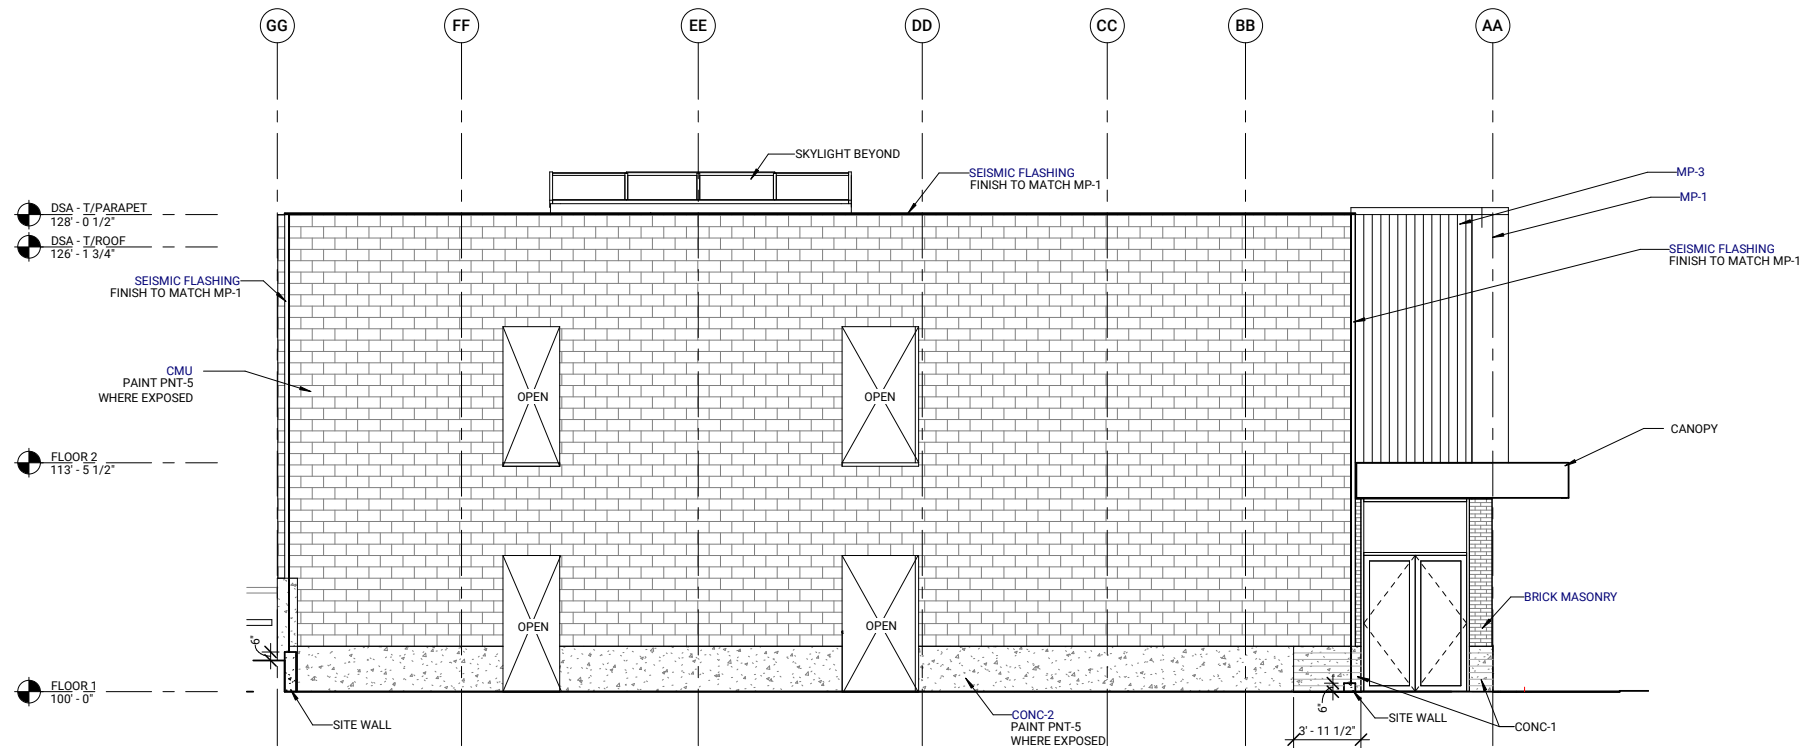 GG
FF
EE
DD
CC
BB
AA
SKYLIGHT BEYOND
SEISMIC FLASHING
FINISH TO MATCH MP-1
MP-3
MP-1
DSA - T/PARAPET
128' - 0 1/2"
DSA - T/ROOF
126' - 1 3/4"
SEISMIC FLASHING
FINISH TO MATCH MP-1
SEISMIC FLASHING
FINISH TO MATCH MP-1
CMU
PAINT PNT-5
WHERE EXPOSED
OPEN
OPEN
CANOPY
FLOOR 2
113' - 5 1/2"
BRICK MASONRY
OPEN
OPEN
6"
FLOOR 1
100' - 0"
SITE WALL
CONC-2
PAINT PNT-5
WHERE EXPOSED
6"
3' - 11 1/2"
SITE WALL
CONC-1